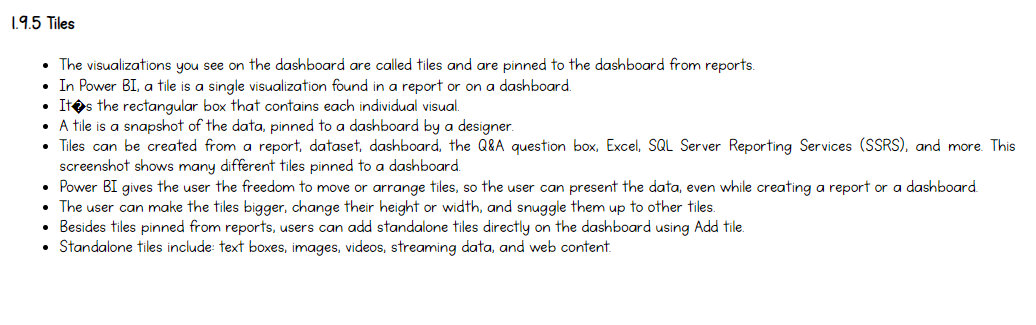 1.9.5 Tiles
• The visualizations you see on the dashboard are called tiles and are pinned to the dashboard from reports.
• In Power BI, a tile is a single visualization found in a report or on a dashboard.
• It�s the rectangular box that contains each individual visual.
• A tile is a snapshot of the data, pinned to a dashboard by a designer.
• Tiles can be created from a report, dataset, dashboard, the Q&A question box, Excel, SQL Server Reporting Services (SSRS), and more. This
screenshot shows many different tiles pinned to a dashboard.
• Power BI gives the user the freedom to move or arrange tiles, so the user can present the data, even while creating a report or a dashboard.
• The user can make the tiles bigger, change their height or width, and snuggle them up to other tiles.
• Besides tiles pinned from reports, users can add standalone tiles directly on the dashboard using Add tile.
• Standalone tiles include: text boxes, images, videos, streaming data, and web content.